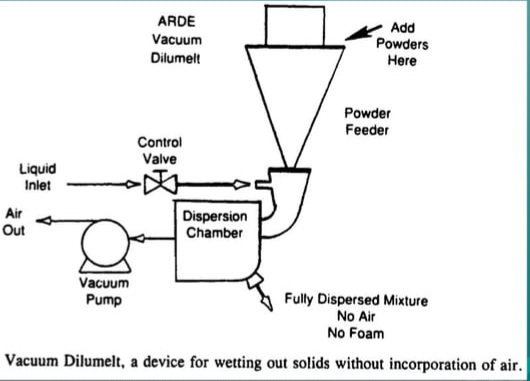 ARDE
Vacuum
Dilumelt
Add
Powders
Here
Powder
Feeder
Control
Valve
Liquid
Inlet
Air
Out
Dispersion
Chamber
Vacuum
Pump
Fully Dispersed Mixture
No Air
No Foam
Vacuum Dilumelt, a device for wetting out solids without incorporation of air.